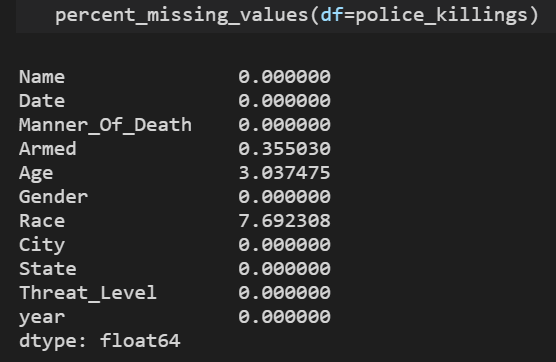 percent_missing_values(df=police_killings)
Name 0.000000
Date 0.000000
Manner_Of_Death 0.000000
Armed 0.355030
Age 3.037475
Gender 0.000000
Race 7.692308
City 0.000000
State 0.000000
Threat_Level 0.000000
year 0.000000
dtype: float64